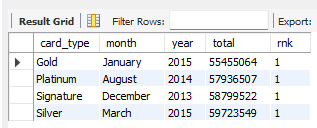 Result Grid Filter Rows: Export:
card_type month year total rnk
Gold January 2015 55455064 1
Platinum August 2014 57936507 1
Signature December 2013 58799522 1
Silver March 2015 59723549 1